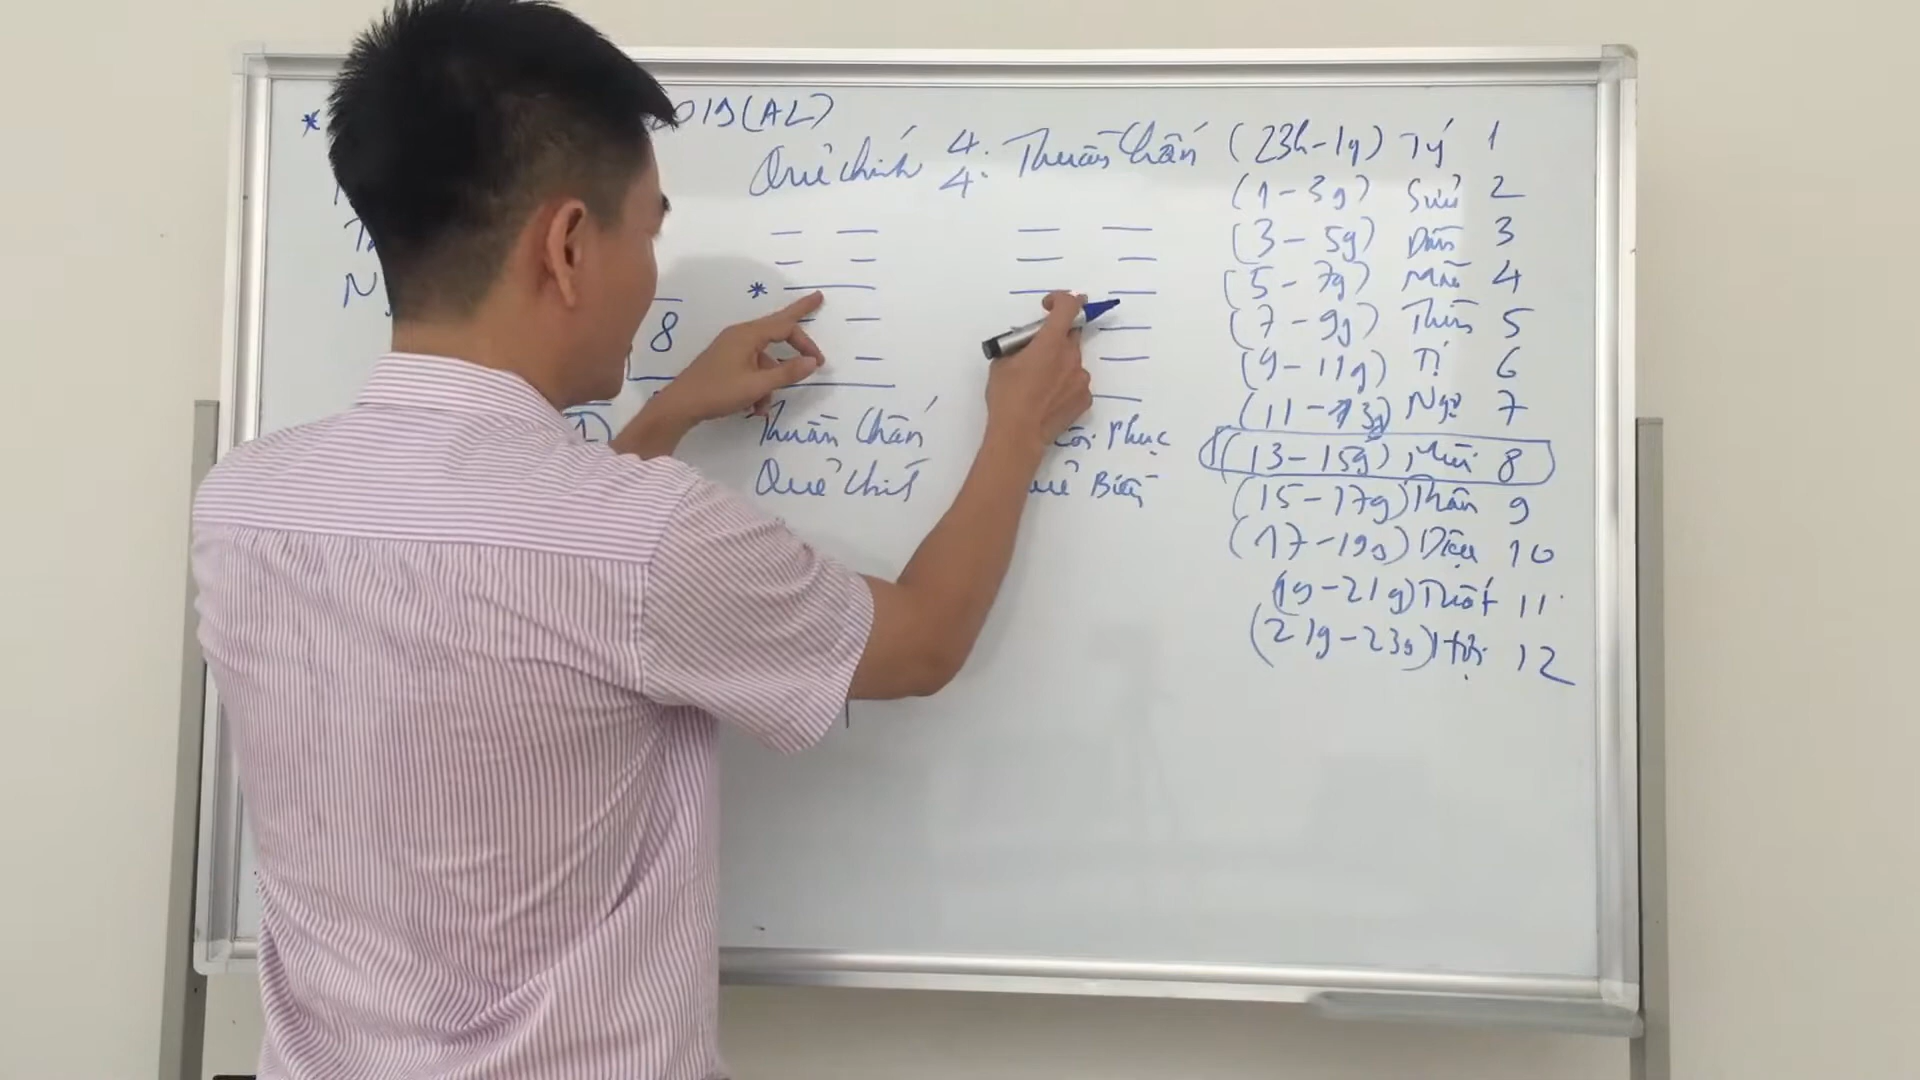 * 2019(AL)
Quẻ chính 4. Thuần Chấn
4.
8
*
Thuần Chấn
Quẻ chính
Phục
Quẻ Biến
(23h-1g) Tý 1
(1-3g) Sửu 2
(3-5g) Dần 3
(5-7g) Mão 4
(7-9g) Thìn 5
(9-11g) Tị 6
(11-13g) Ngọ 7
(13-15g) Mùi 8
(15-17g) Thân 9
(17-19g) Dậu 10
(19-21g) Tuất 11
(21g-23g) Hợi 12